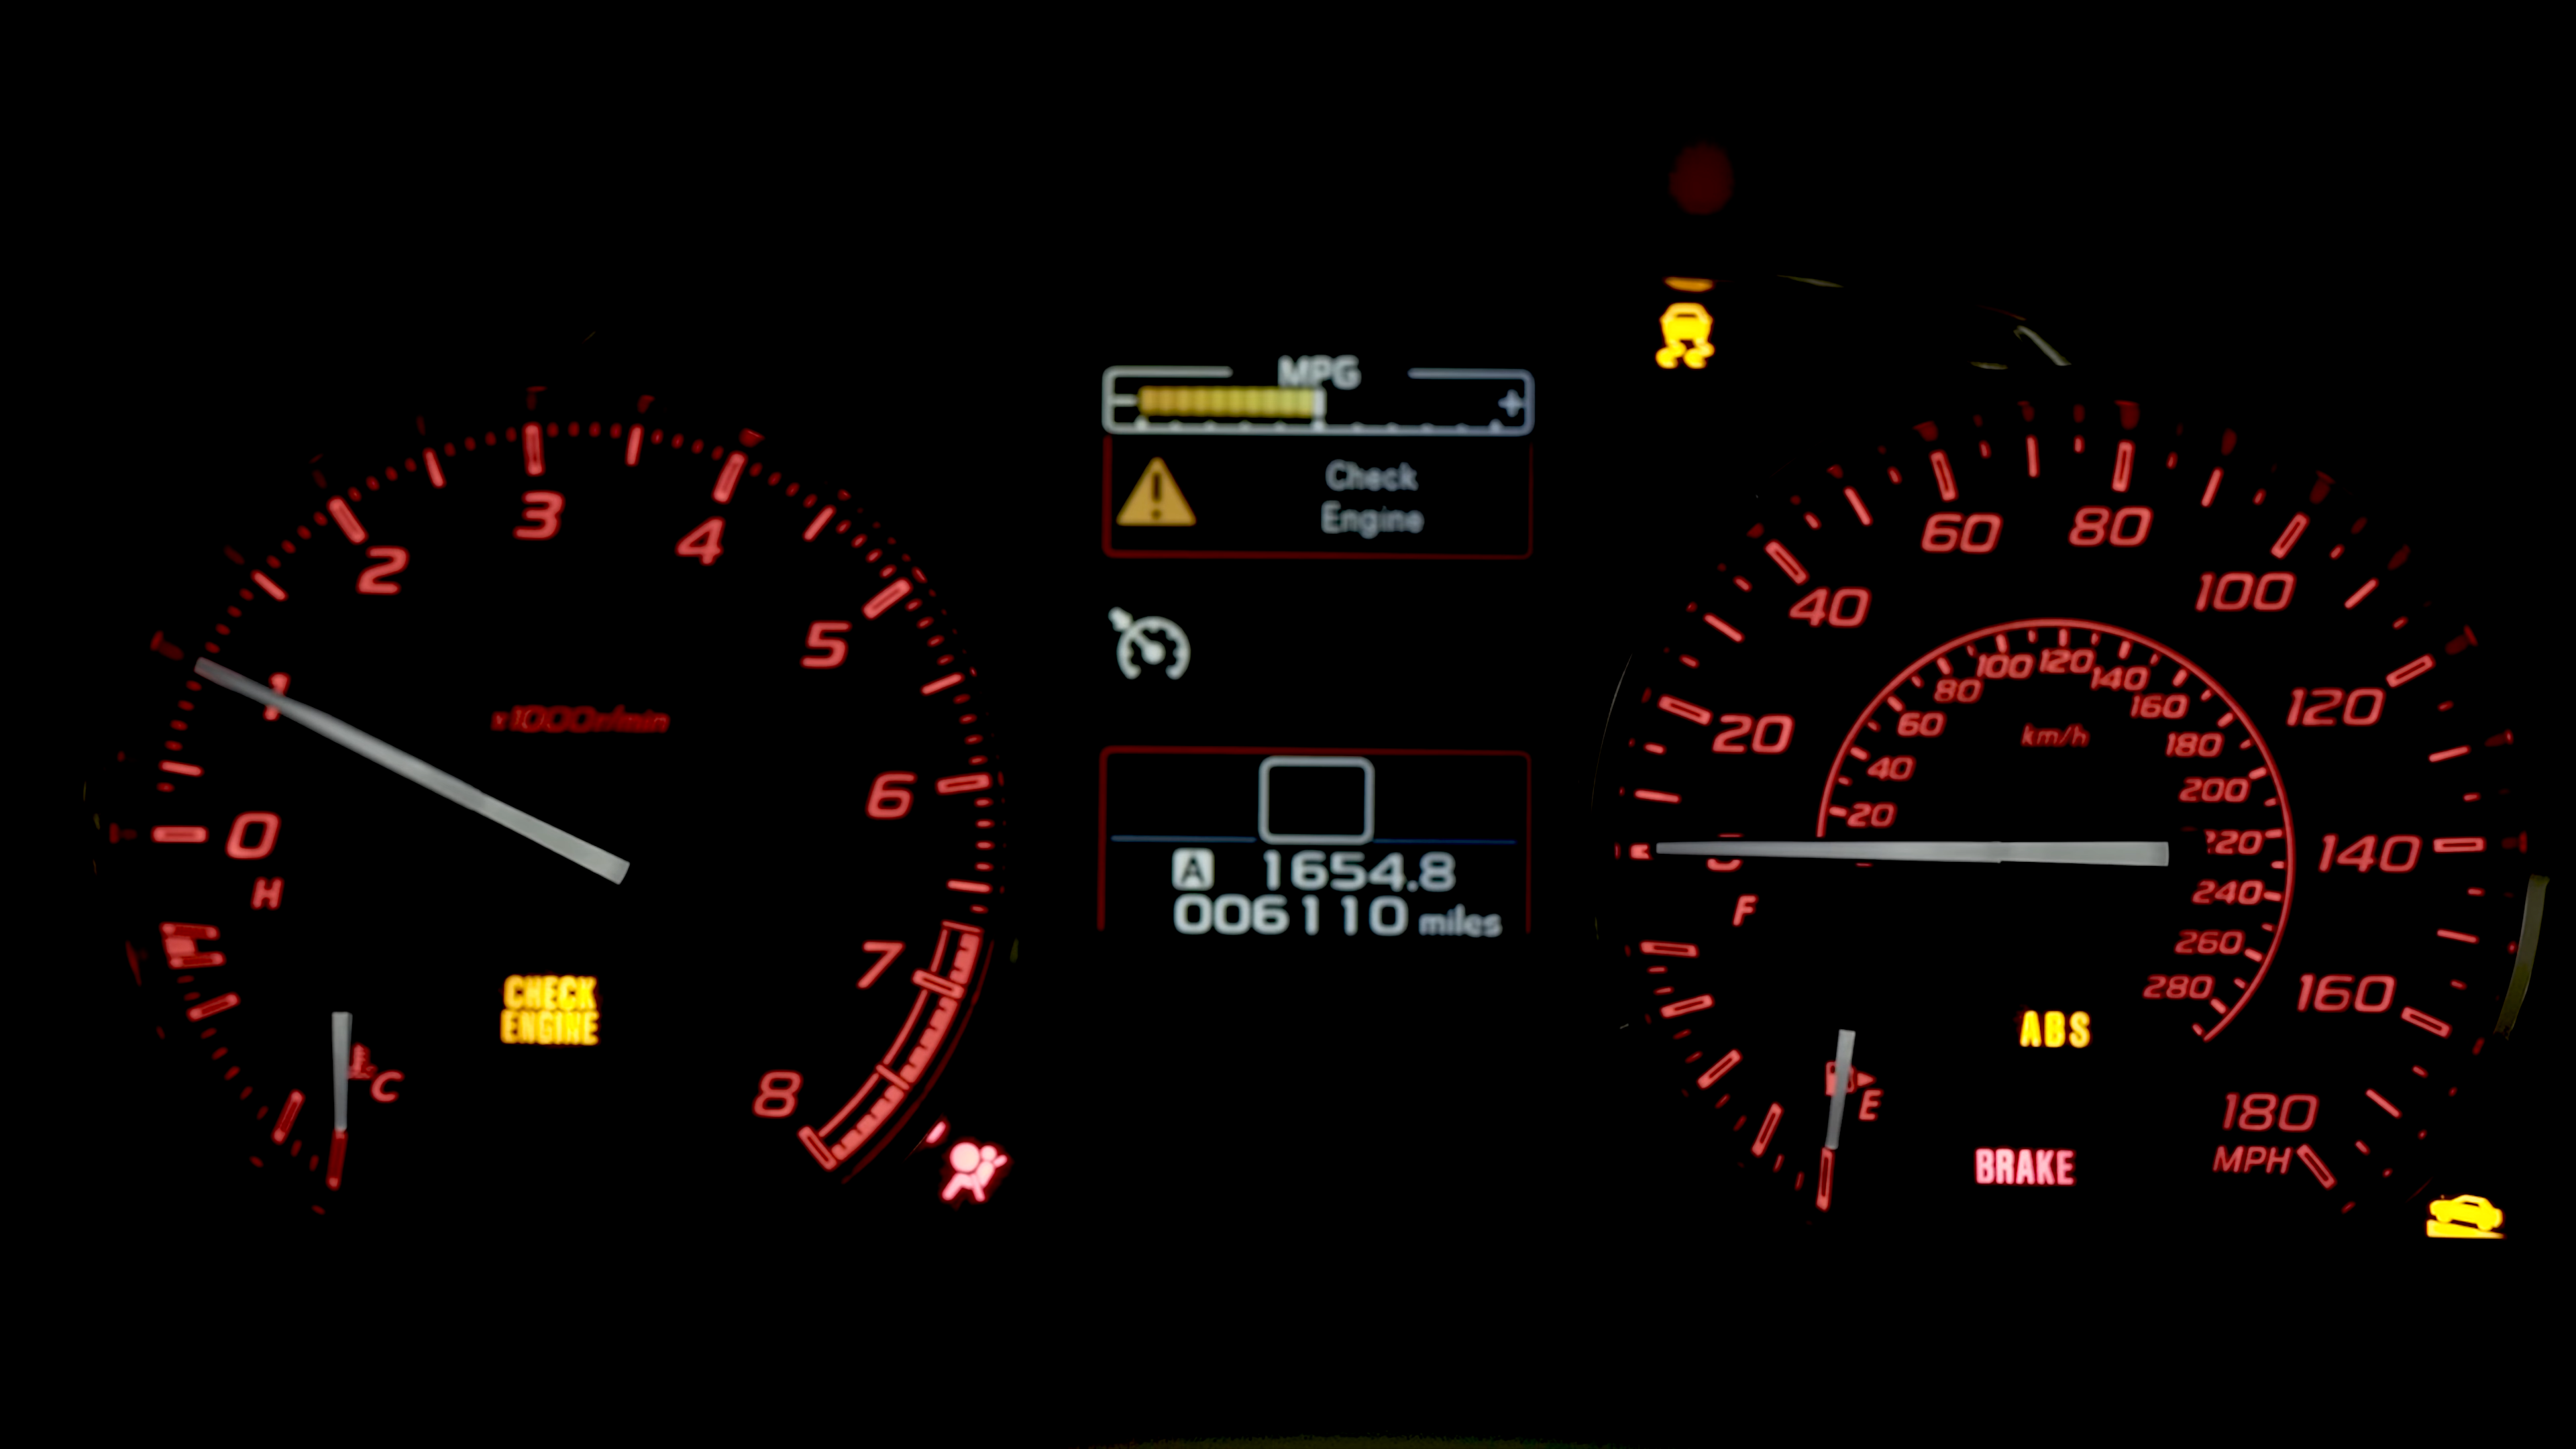 MPG
Check
Engine
0
1
2
3
4
5
6
7
8
x1000r/min
H
C
CHECK
ENGINE
A 1654.8
006110 miles
20
40
60
80
100
120
140
160
180
MPH
20
40
60
80
100
120
140
160
180
200
220
240
260
280
km/h
F
E
ABS
BRAKE